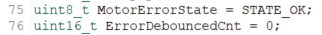 75 uint8_t MotorErrorState = STATE_OK;
76 uint16_t ErrorDebouncedCnt = 0;